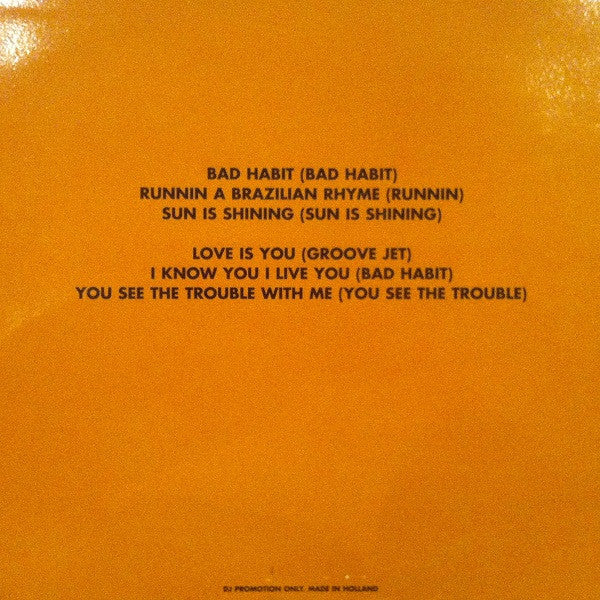 BAD HABIT (BAD HABIT)
RUNNIN A BRAZILIAN RHYME (RUNNIN)
SUN IS SHINING (SUN IS SHINING)
LOVE IS YOU (GROOVE JET)
I KNOW YOU I LIVE YOU (BAD HABIT)
YOU SEE THE TROUBLE WITH ME (YOU SEE THE TROUBLE)
DJ PROMOTION ONLY. MADE IN HOLLAND